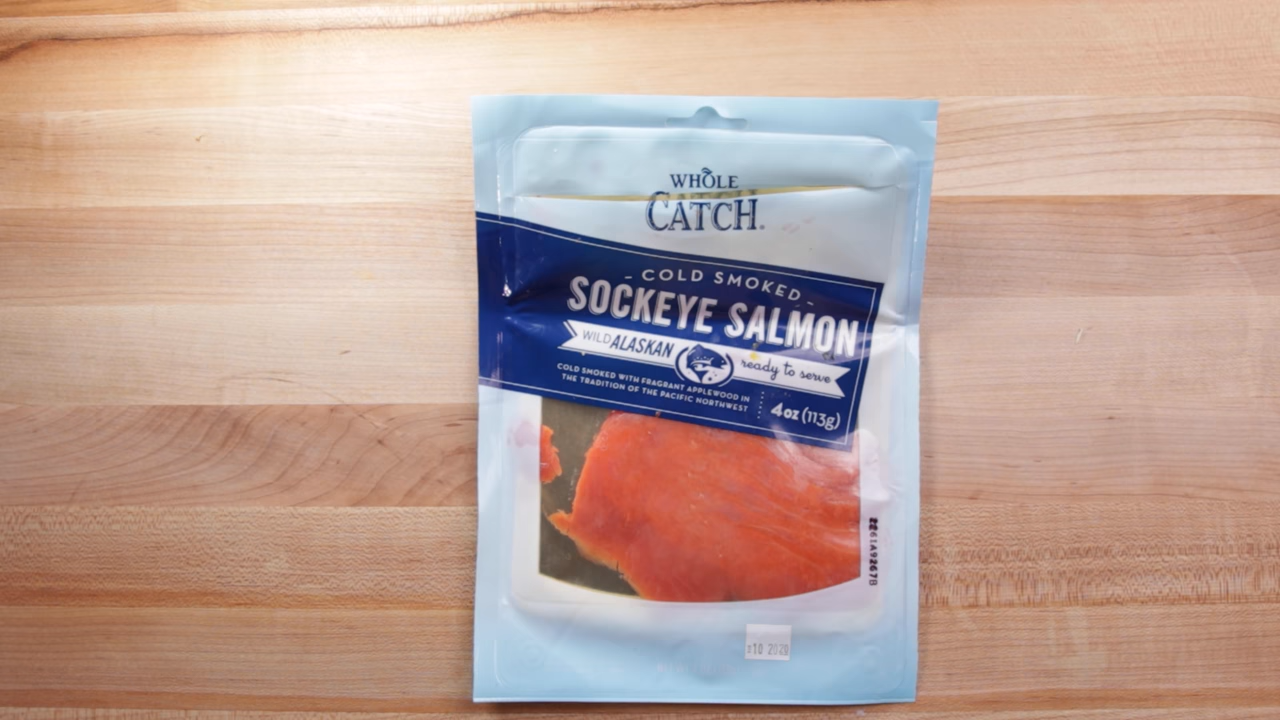 WHOLE
CATCH
- COLD SMOKED -
SOCKEYE SALMON
WILD ALASKAN
ready to serve
COLD SMOKED WITH FRAGRANT APPLEWOOD IN
THE TRADITION OF THE PACIFIC NORTHWEST
4oz (113g)
2261A9267B